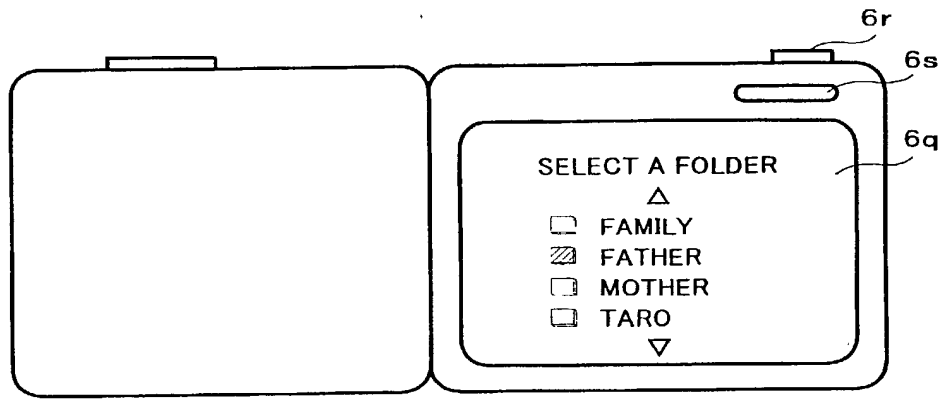 6r
6s
6q
SELECT A FOLDER
FAMILY
FATHER
MOTHER
TARO